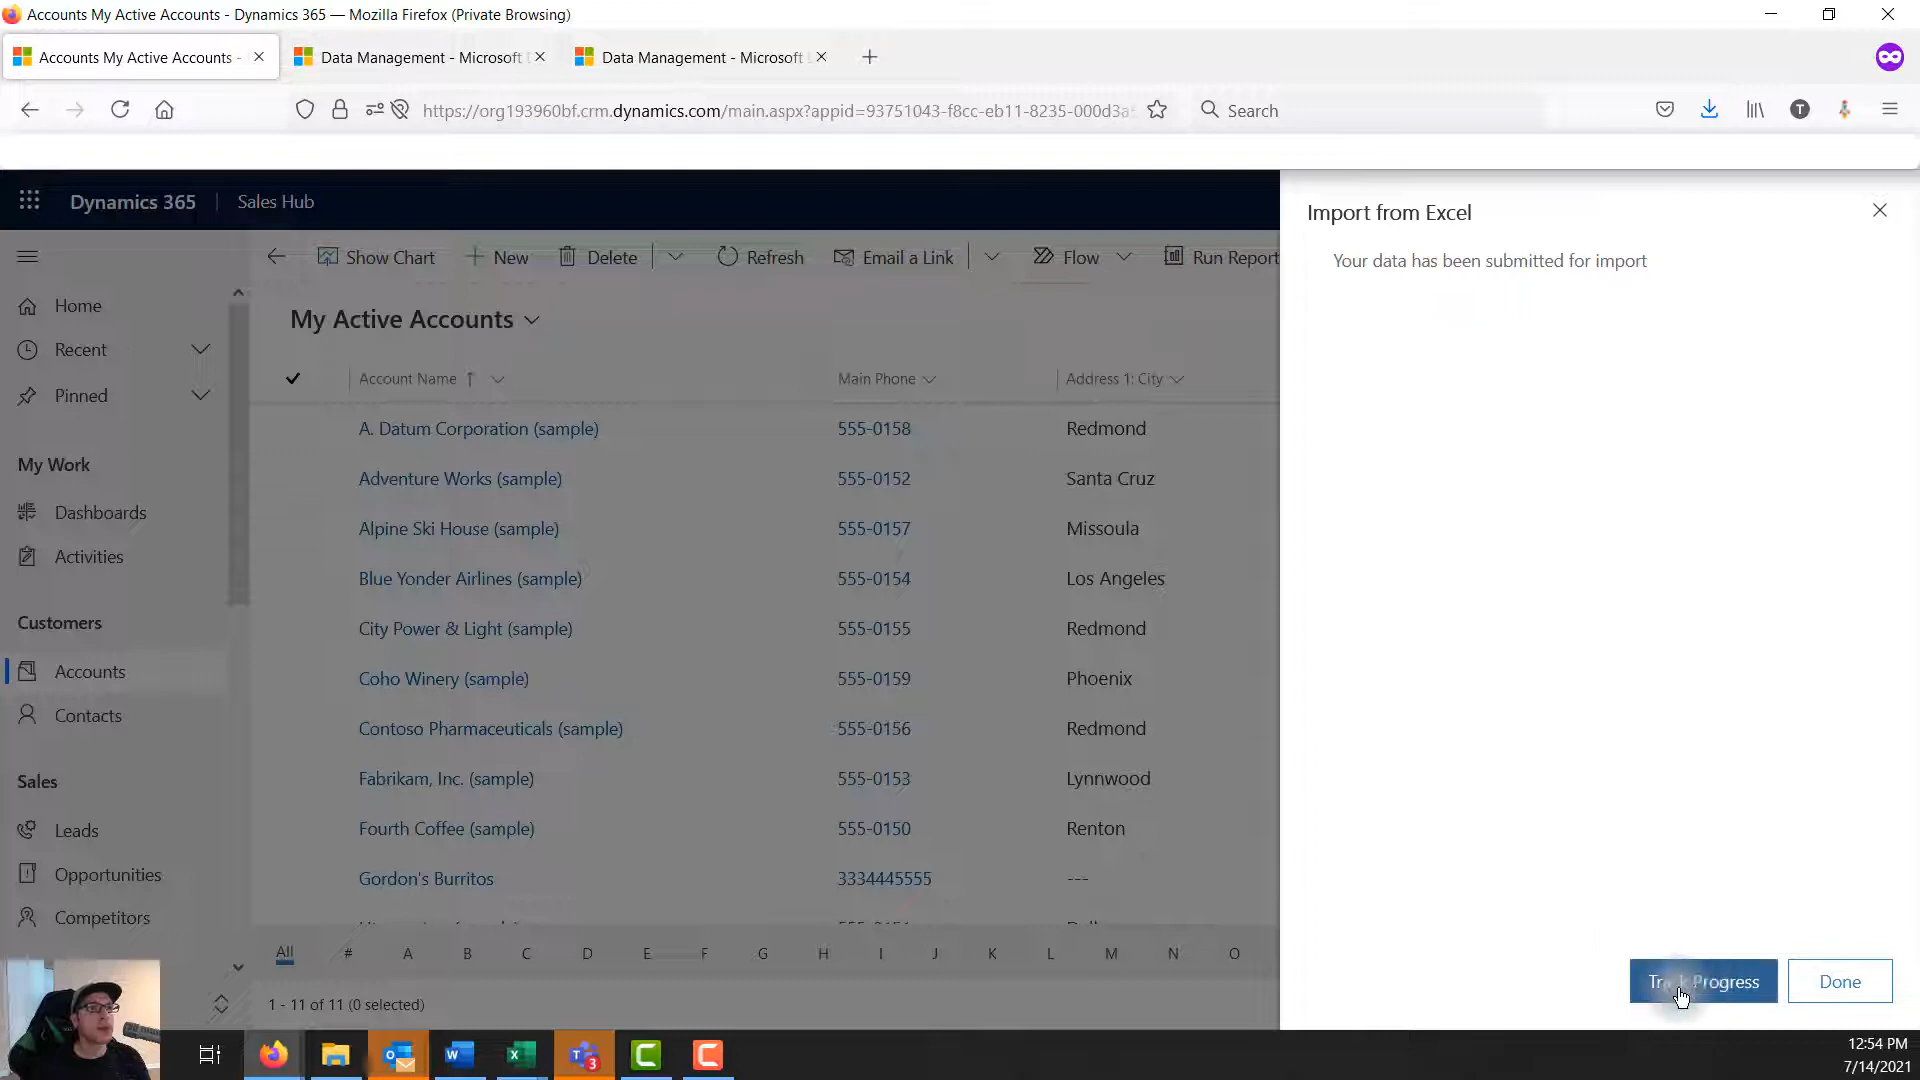 Accounts My Active Accounts - Dynamics 365 — Mozilla Firefox (Private Browsing)
Accounts My Active Accounts -
Data Management - Microsoft
Data Management - Microsoft
https://org193960bf.crm.dynamics.com/main.aspx?appid=93751043-f8cc-eb11-8235-000d3a
Search
T
Dynamics 365
Sales Hub
Import from Excel
Your data has been submitted for import
Show Chart
New
Delete
Refresh
Email a Link
Flow
Run Report
Home
Recent
Pinned
My Work
Dashboards
Activities
Customers
Accounts
Contacts
Sales
Leads
Opportunities
Competitors
My Active Accounts
Account Name ↑ Main Phone Address 1: City
A. Datum Corporation (sample) 555-0158 Redmond
Adventure Works (sample) 555-0152 Santa Cruz
Alpine Ski House (sample) 555-0157 Missoula
Blue Yonder Airlines (sample) 555-0154 Los Angeles
City Power & Light (sample) 555-0155 Redmond
Coho Winery (sample) 555-0159 Phoenix
Contoso Pharmaceuticals (sample) 555-0156 Redmond
Fabrikam, Inc. (sample) 555-0153 Lynnwood
Fourth Coffee (sample) 555-0150 Renton
Gordon's Burritos 3334445555 ---
All # A B C D E F G H I J K L M N O
1 - 11 of 11 (0 selected)
Track Progress
Done
3
12:54 PM
7/14/2021